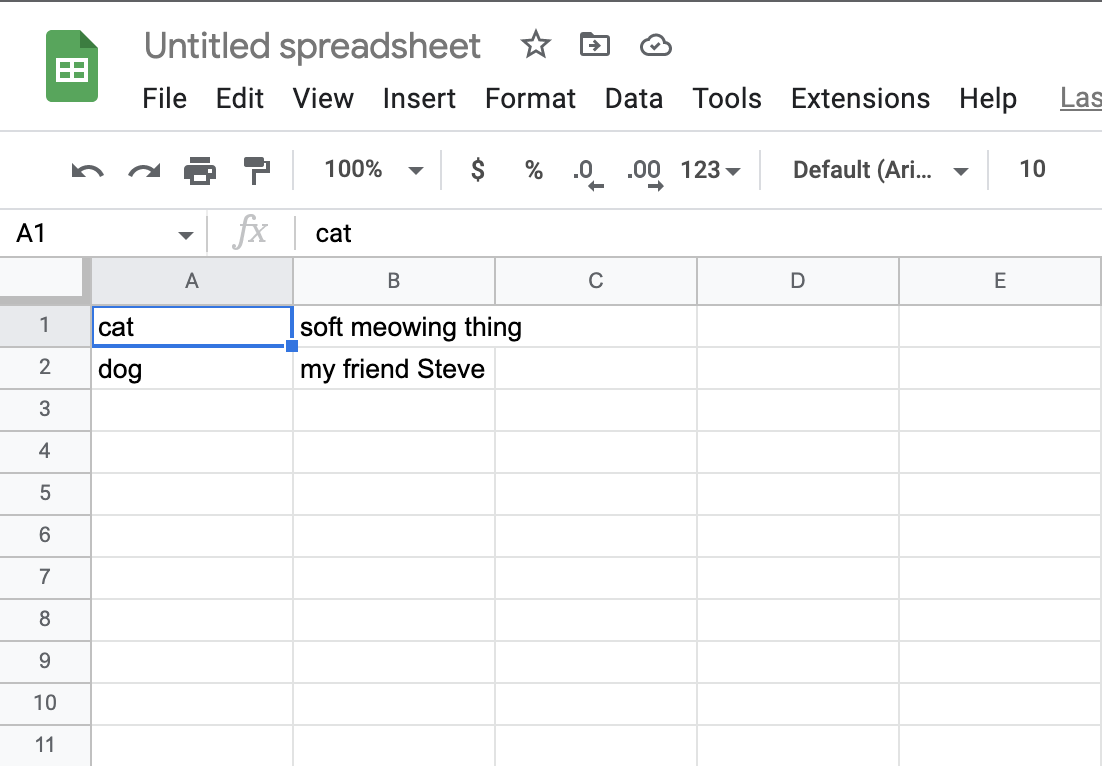 Untitled spreadsheet
File Edit View Insert Format Data Tools Extensions Help Las
100% $ % .0 .00 123 Default (Ari... 10
A1 fx cat
A B C D E
1 cat soft meowing thing
2 dog my friend Steve
3
4
5
6
7
8
9
10
11